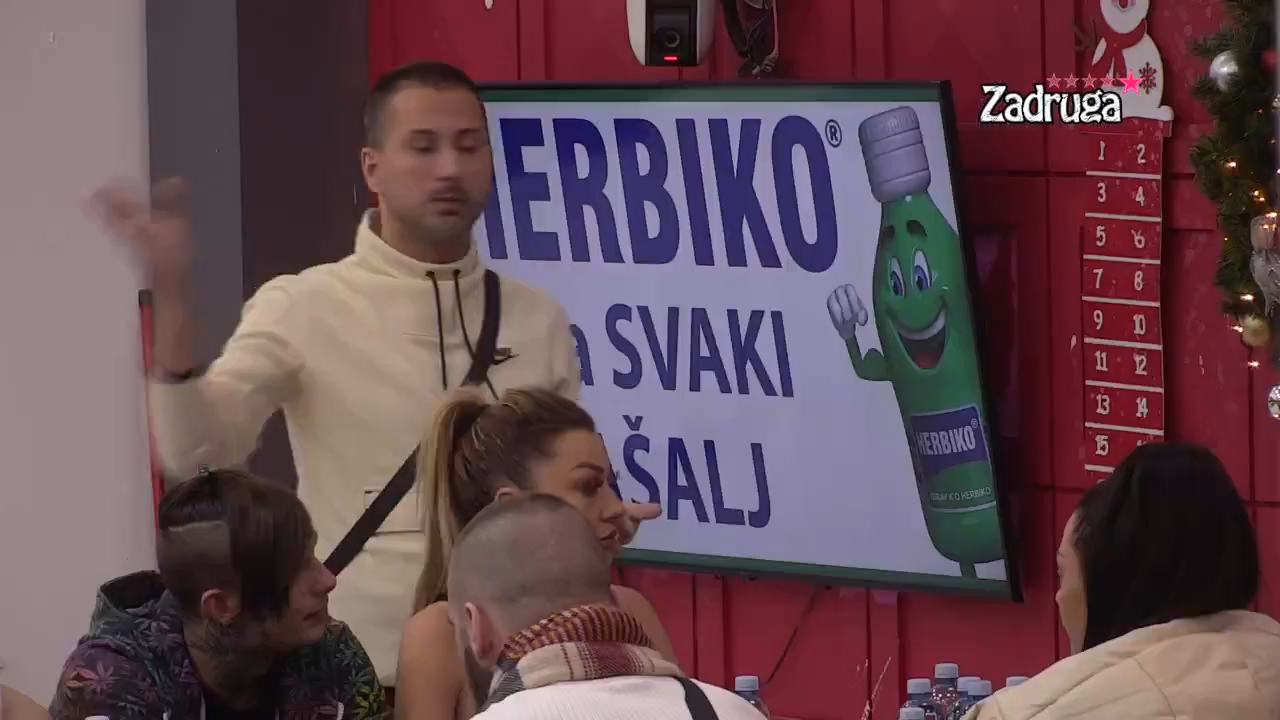 Zadruga
HERBIKO®
a SVAKI
ŠALJ
HERBIKO®
1 2
3 4
5 6
7 8
9 10
11 12
13 14
15